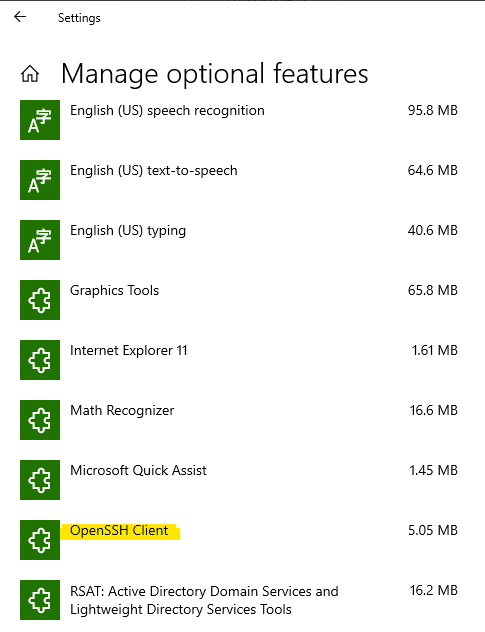 Settings
Manage optional features
English (US) speech recognition 95.8 MB
English (US) text-to-speech 64.6 MB
English (US) typing 40.6 MB
Graphics Tools 65.8 MB
Internet Explorer 11 1.61 MB
Math Recognizer 16.6 MB
Microsoft Quick Assist 1.45 MB
OpenSSH Client 5.05 MB
RSAT: Active Directory Domain Services and 16.2 MB
Lightweight Directory Services Tools